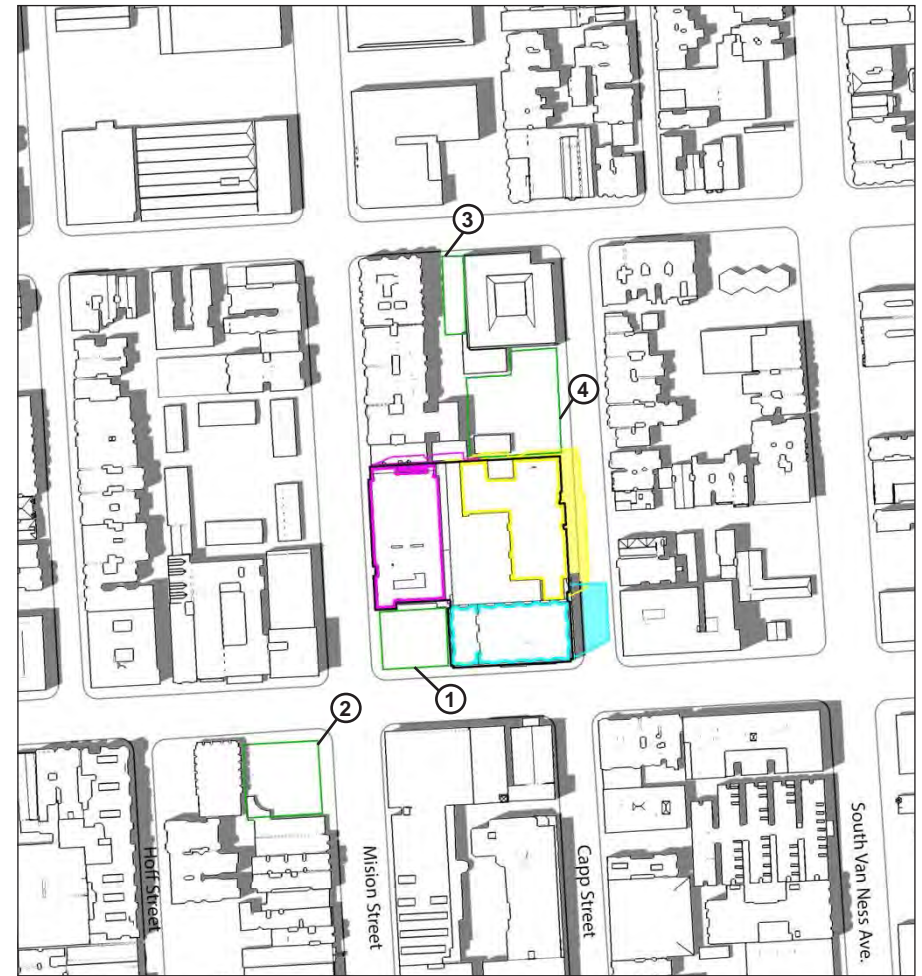 3
4
1
2
Hoff Street
Mision Street
Capp Street
South Van Ness Ave.